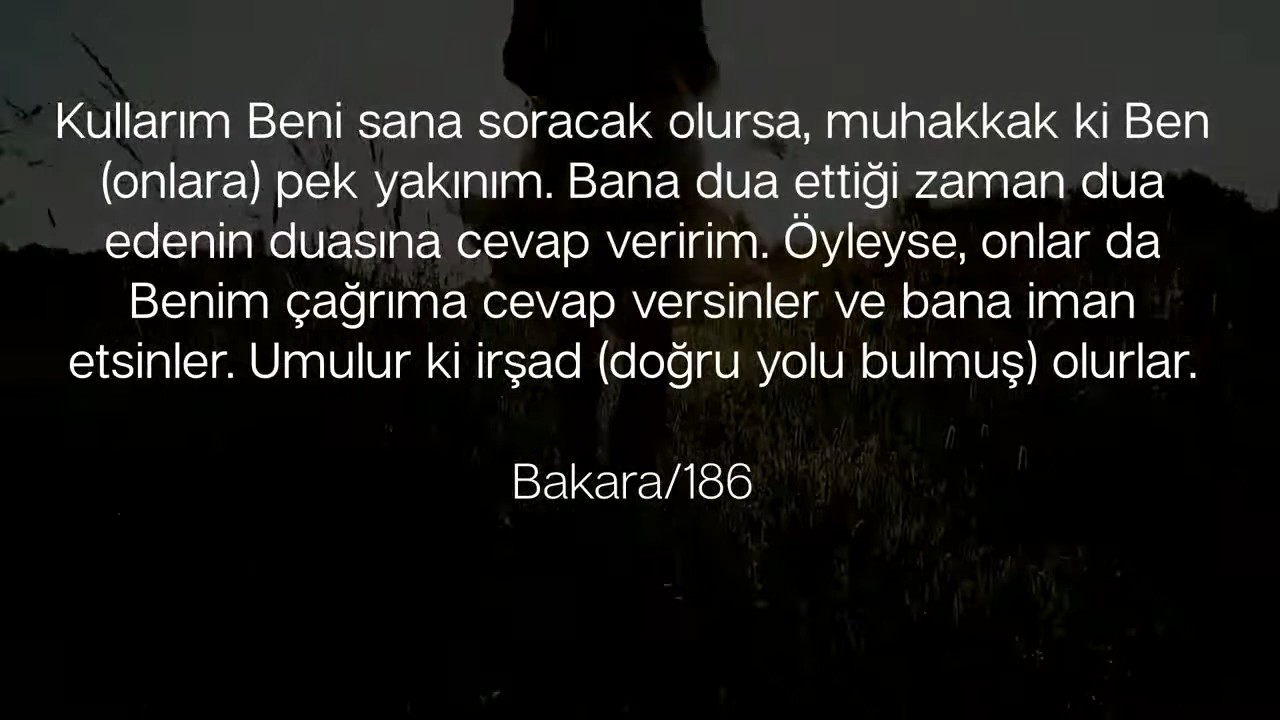 Kullarım Beni sana soracak olursa, muhakkak ki Ben
(onlara) pek yakınım. Bana dua ettiği zaman dua
edenin duasına cevap veririm. Öyleyse, onlar da
Benim çağrıma cevap versinler ve bana iman
etsinler. Umulur ki irşad (doğru yolu bulmuş) olurlar.
Bakara/186